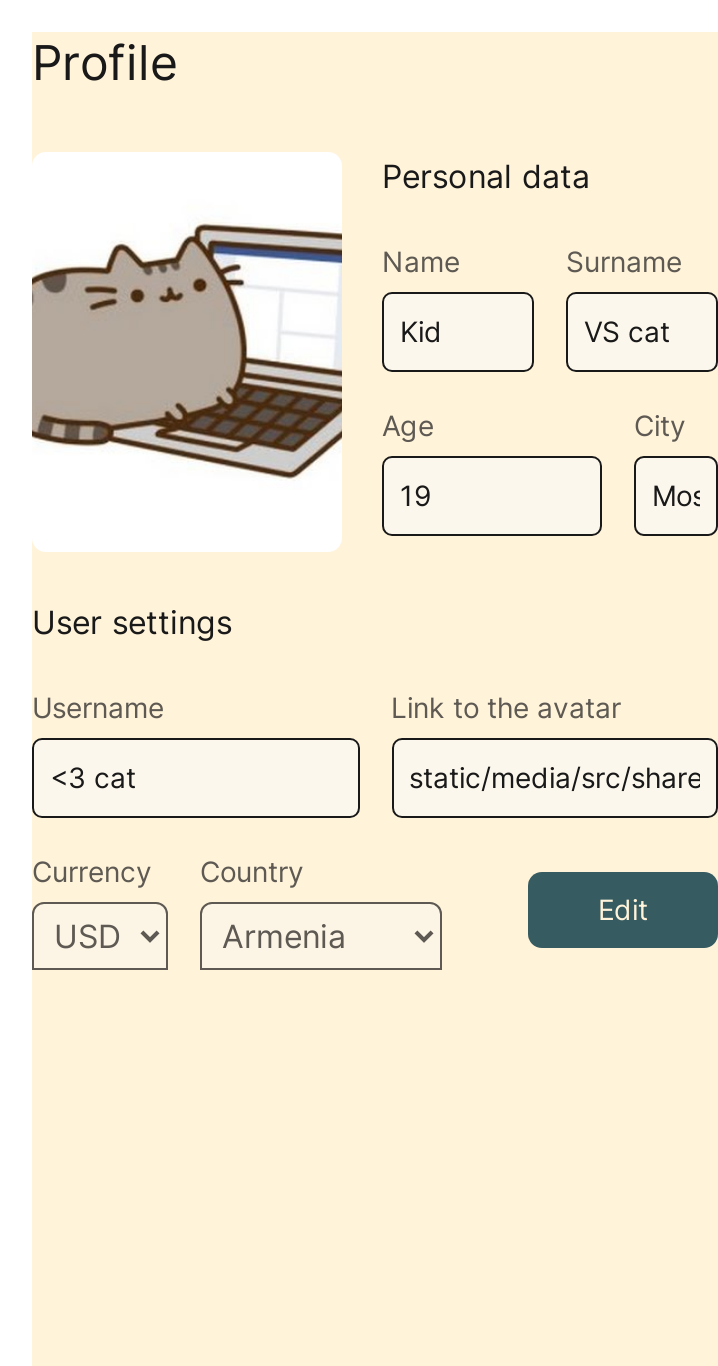 Profile
Personal data
Name Surname
Kid VS cat
Age City
19 Mos
User settings
Username Link to the avatar
<3 cat static/media/src/share
Currency Country
USD Armenia Edit